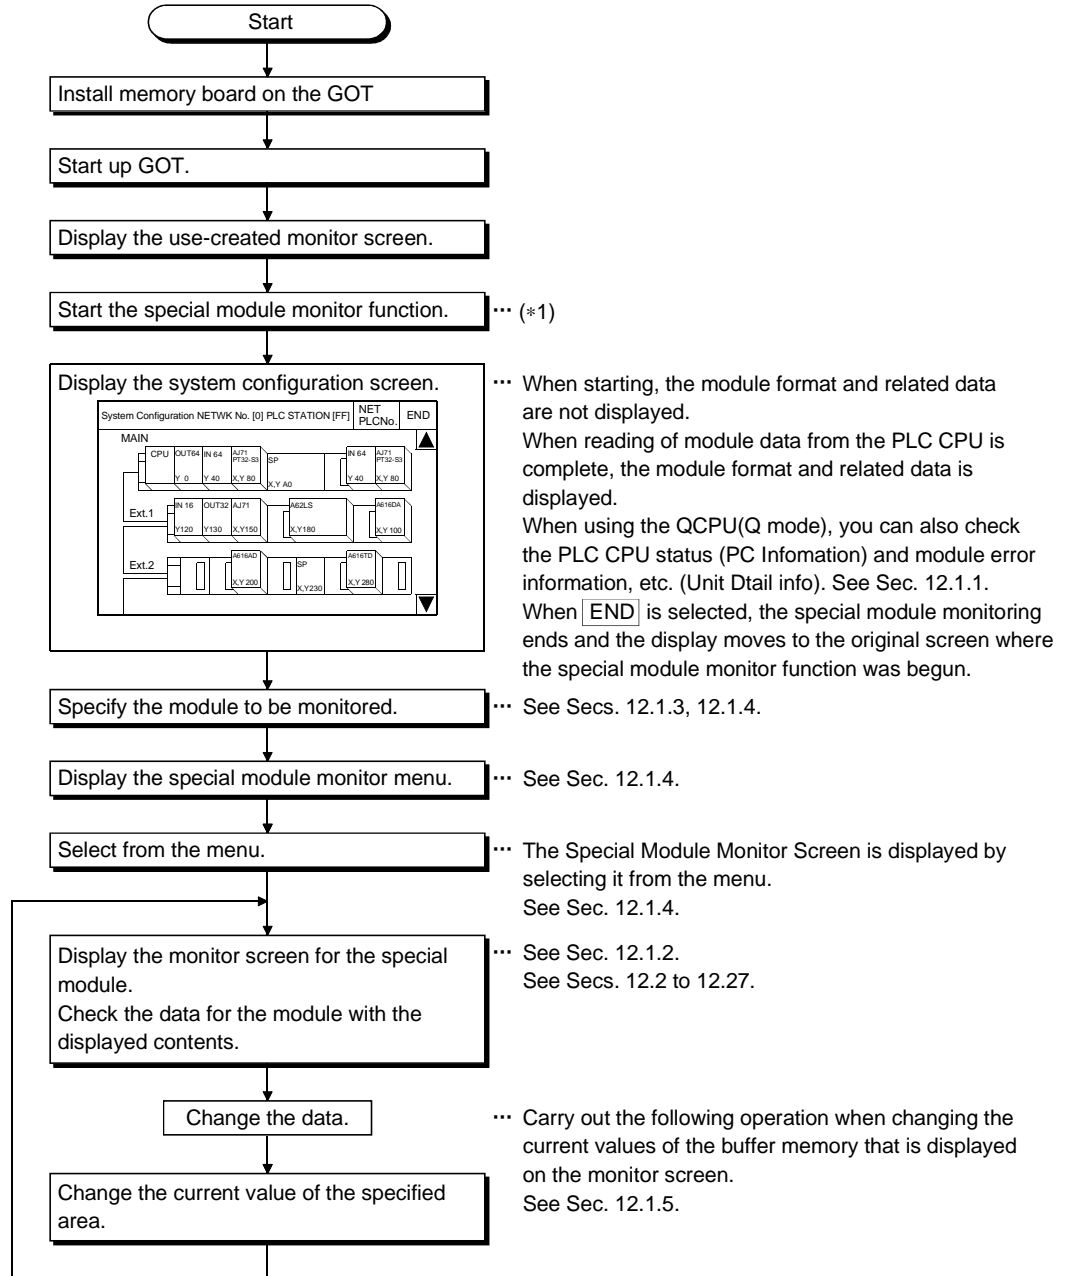 Start
Install memory board on the GOT
Start up GOT.
Display the use-created monitor screen.
Start the special module monitor function.
··· (*1)
Display the system configuration screen.
System Configuration NETWK No. [0] PLC STATION [FF]
NET
PLCNo.
END
MAIN
CPU
OUT64
Y 0
IN 64
Y 40
AJ71
PT32-S3
X,Y 80
SP
X,Y A0
IN 64
Y 40
AJ71
PT32-S3
X,Y 80
Ext.1
IN 16
Y120
OUT32
Y130
AJ71
X,Y150
A62LS
X,Y180
A616DA
X,Y 100
Ext.2
A616AD
X,Y 200
SP
X,Y230
A616TD
X,Y 280
··· When starting, the module format and related data
are not displayed.
When reading of module data from the PLC CPU is
complete, the module format and related data is
displayed.
When using the QCPU(Q mode), you can also check
the PLC CPU status (PC Infomation) and module error
information, etc. (Unit Dtail info). See Sec. 12.1.1.
When END is selected, the special module monitoring
ends and the display moves to the original screen where
the special module monitor function was begun.
Specify the module to be monitored.
··· See Secs. 12.1.3, 12.1.4.
Display the special module monitor menu.
··· See Sec. 12.1.4.
Select from the menu.
··· The Special Module Monitor Screen is displayed by
selecting it from the menu.
See Sec. 12.1.4.
Display the monitor screen for the special
module.
Check the data for the module with the
displayed contents.
··· See Sec. 12.1.2.
See Secs. 12.2 to 12.27.
Change the data.
··· Carry out the following operation when changing the
current values of the buffer memory that is displayed
on the monitor screen.
See Sec. 12.1.5.
Change the current value of the specified
area.